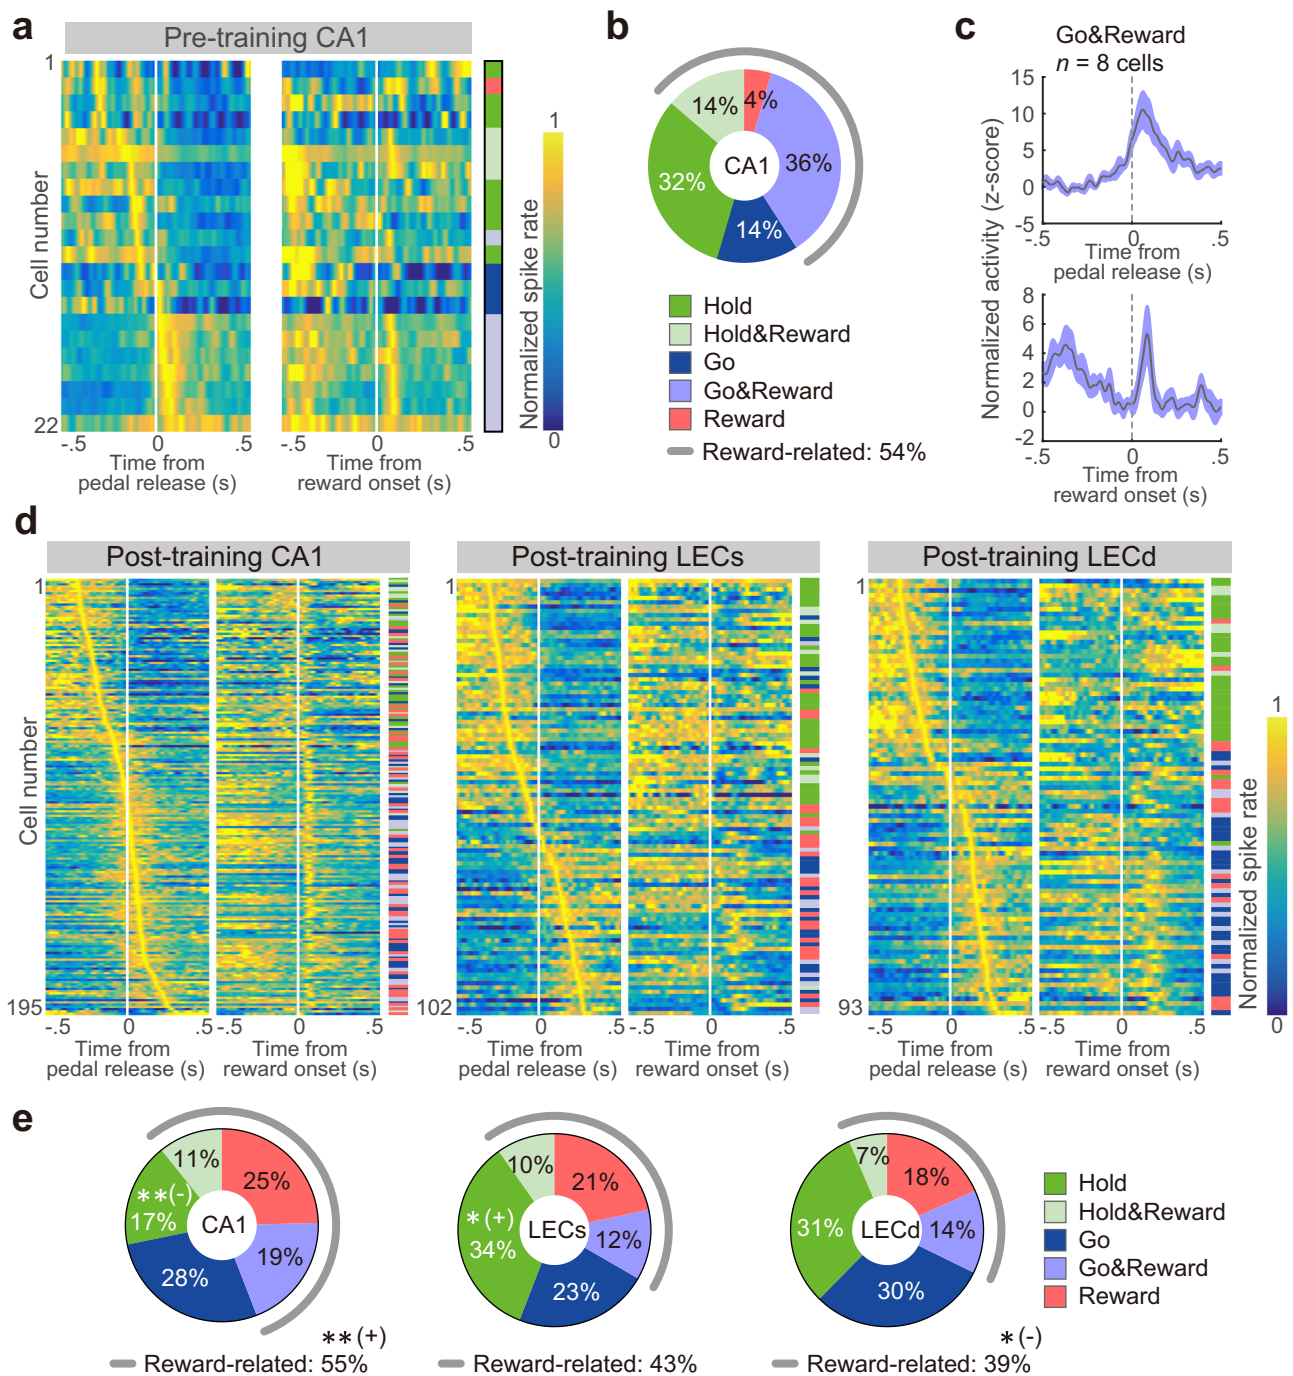 a
Pre-training CA1
1
Cell number
22
-.5 0 .5
Time from
pedal release (s)
-.5 0 .5
Time from
reward onset (s)
1
Normalized spike rate
0
b
14%
4%
36%
14%
32%
CA1
Hold
Hold&Reward
Go
Go&Reward
Reward
Reward-related: 54%
c
Go&Reward
n = 8 cells
Normalized activity (z-score)
15
10
5
0
-5
-.5 0 .5
Time from
pedal release (s)
8
6
4
2
0
-2
-.5 0 .5
Time from
reward onset (s)
d
Post-training CA1
1
Cell number
195
-.5 0 .5
Time from
pedal release (s)
-.5 0 .5
Time from
reward onset (s)
Post-training LECs
1
102
-.5 0 .5
Time from
pedal release (s)
-.5 0 .5
Time from
reward onset (s)
Post-training LECd
1
93
-.5 0 .5
Time from
pedal release (s)
-.5 0 .5
Time from
reward onset (s)
1
Normalized spike rate
0
e
11%
25%
**(-)
17%
CA1
19%
28%
**(+)
Reward-related: 55%
10%
21%
*(+)
34%
LECs
12%
23%
Reward-related: 43%
7%
18%
31%
LECd
14%
30%
*(-)
Reward-related: 39%
Hold
Hold&Reward
Go
Go&Reward
Reward